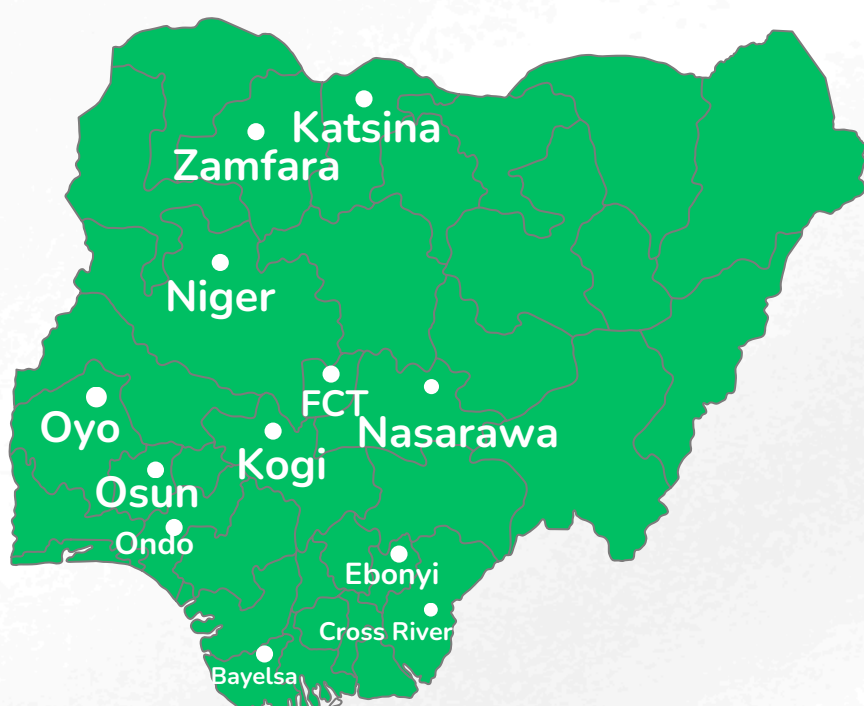 Katsina
Zamfara
Niger
FCT
Oyo
Nasarawa
Kogi
Osun
Ondo
Ebonyi
Cross River
Bayelsa